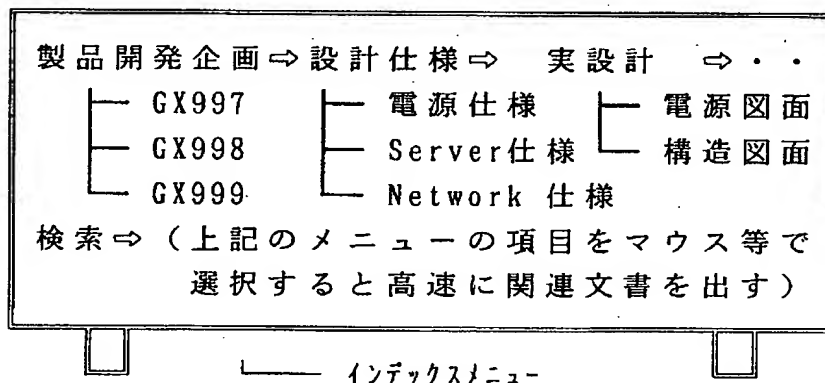 製品開発企画⇨設計仕様⇨ 実設計 ⇨・・
GX997 電源仕様 電源図面
GX998 Server仕様 構造図面
GX999 Network 仕様
検索⇨(上記のメニューの項目をマウス等で
選択すると高速に関連文書を出す)
インデックスメニュー